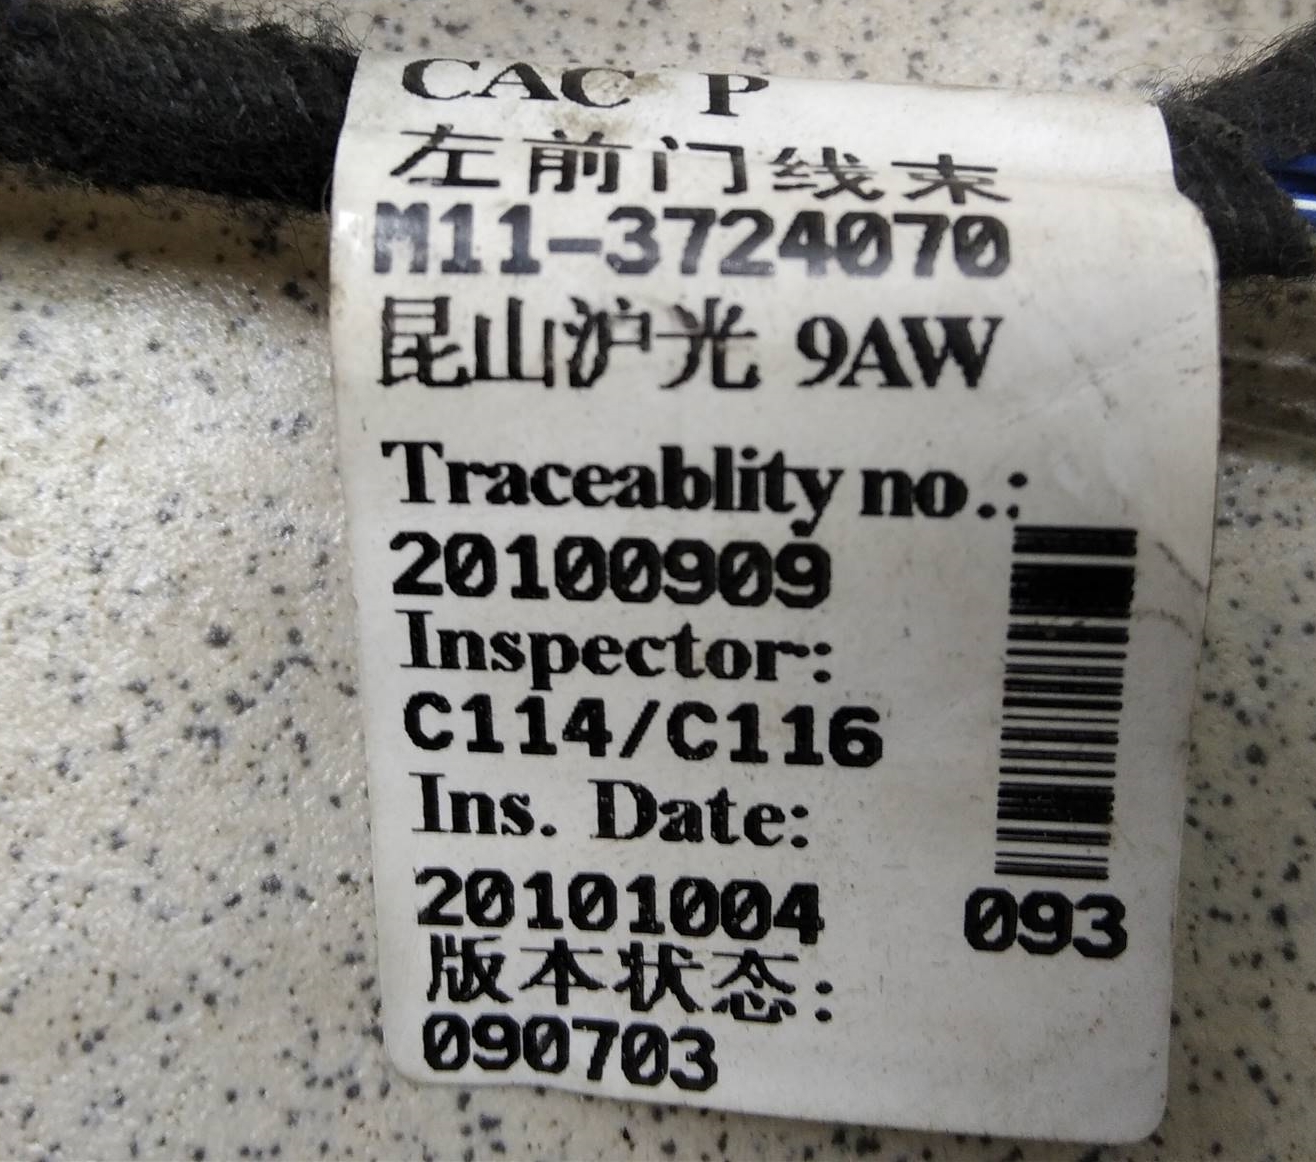 CAC P
左前门线束
M11-3724070
昆山沪光 9AW
Traceablity no.:
20100909
Inspector:
C114/C116
Ins. Date:
20101004 093
版本状态:
090703